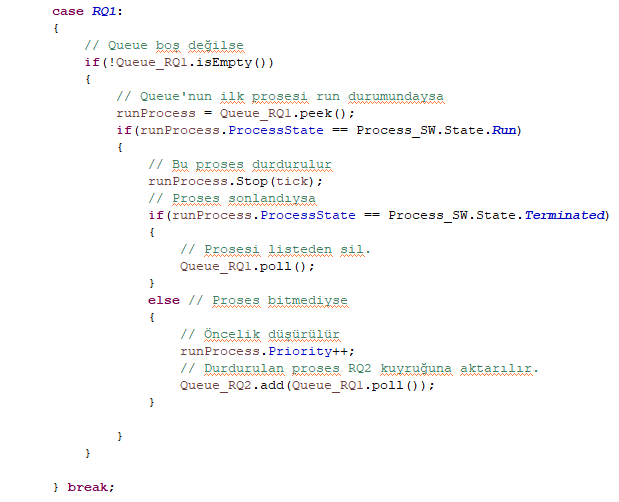 case RQ1:
{
// Queue boş değilse
if(!Queue_RQ1.isEmpty())
{
// Queue'nun ilk prosesi run durumundaysa
runProcess = Queue_RQ1.peek();
if(runProcess.ProcessState == Process_SW.State.Run)
{
// Bu proses durdurulur
runProcess.Stop(tick);
// Proses sonlandıysa
if(runProcess.ProcessState == Process_SW.State.Terminated)
{
// Prosesi listeden sil.
Queue_RQ1.poll();
}
else // Proses bitmediyse
{
// Öncelik düşürülür
runProcess.Priority++;
// Durdurulan proses RQ2 kuyruğuna aktarılır.
Queue_RQ2.add(Queue_RQ1.poll());
}
}
}
} break;